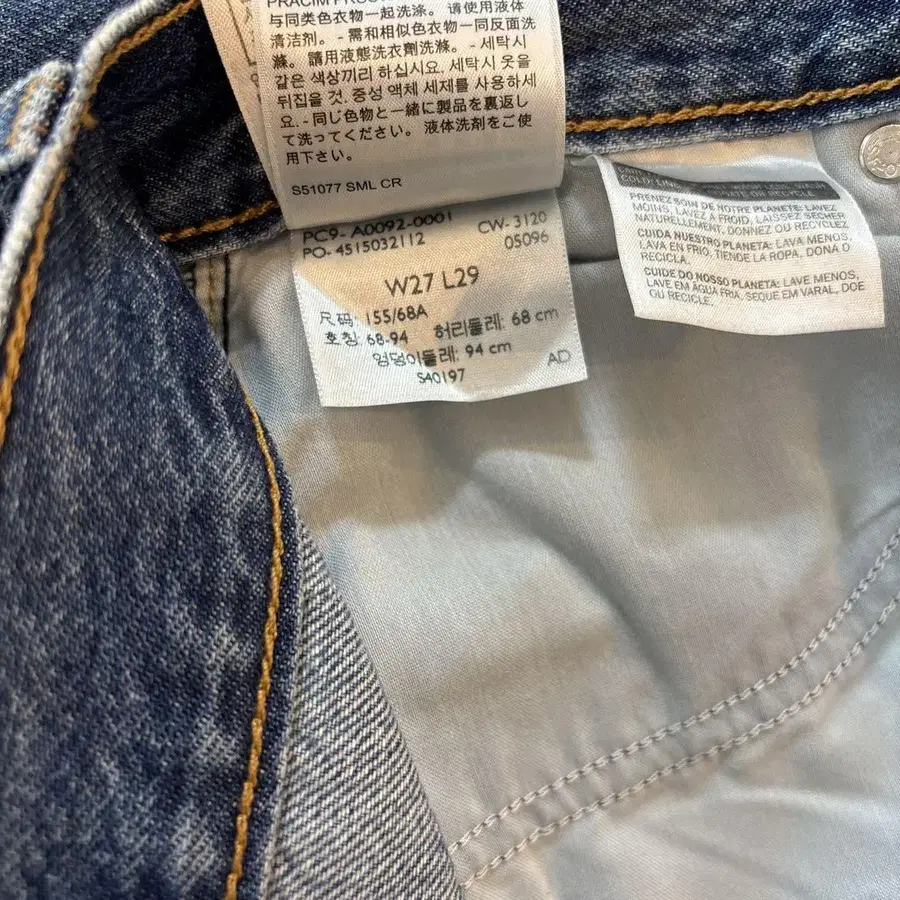 与同类色衣物一起洗涤。请使用液体
清洁剂。- 需和相似色衣物一同反面洗
滌。請用液態洗衣劑洗滌。- 세탁시
같은 색상끼리 하십시요. 세탁시 옷을
뒤집을 것. 중성 액체 세제를 사용하세
요. - 同じ色物と一緒に製品を裏返し
て洗ってください。液体洗剤をご使
用下さい。
S51077 SML CR
PC9- A0092-0001 CW- 3120
PO- 4515032112 05096
W27 L29
尺码: 155/68A
호칭: 68-94 허리둘레: 68 cm
엉덩이둘레: 94 cm AD
S40197
PRENEZ SOIN DE NOTRE PLANETE: LAVEZ
MOINS, LAVEZ A FROID, LAISSEZ SECHER
NATURELLEMENT, DONNEZ OU RECYCLEZ
CUIDA NUESTRO PLANETA: LAVA MENOS,
LAVA EN FRIO, TIENDE LA ROPA, DONA O
RECICLA.
CUIDE DO NOSSO PLANETA: LAVE MENOS,
LAVE EM ÁGUA FRIA, SEQUE EM VARAL, DOE
OU RECICLE.